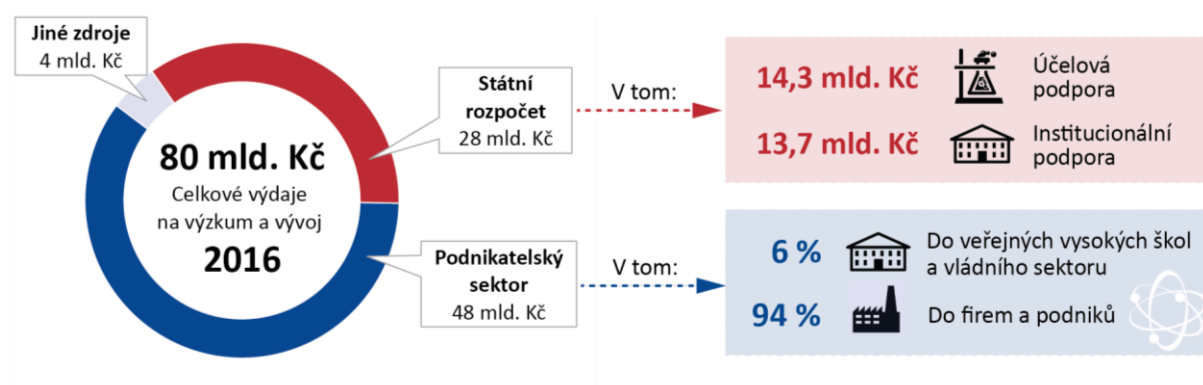 Jiné zdroje
4 mld. Kč
80 mld. Kč
Celkové výdaje
na výzkum a vývoj
2016
Státní
rozpočet
28 mld. Kč
V tom:
14,3 mld. Kč
Účelová
podpora
13,7 mld. Kč
Institucionální
podpora
Podnikatelský
sektor
48 mld. Kč
V tom:
6 %
Do veřejných vysokých škol
a vládního sektoru
94 %
Do firem a podniků